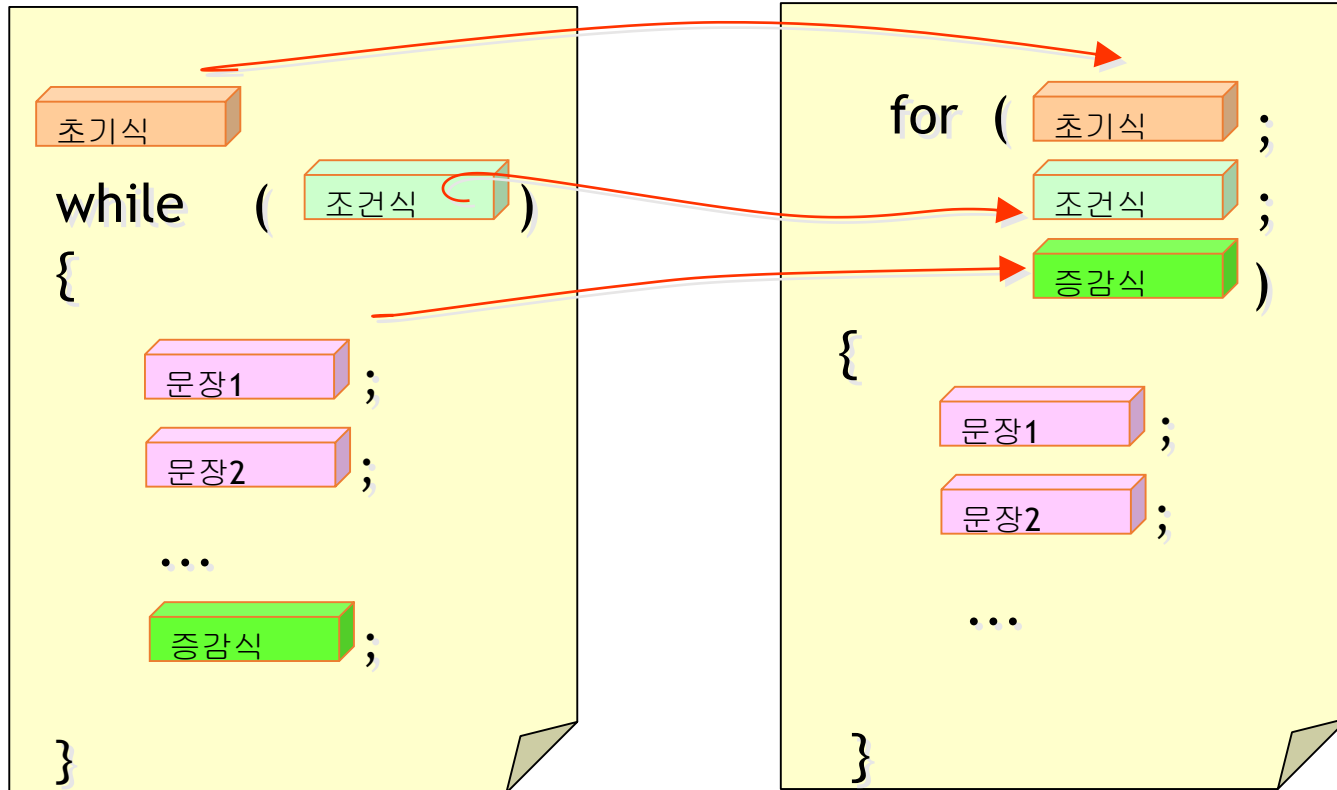 초기식
while ( 조건식 )
{
문장1 ;
문장2 ;
...
증감식 ;
}
for ( 초기식 ;
조건식 ;
증감식 )
{
문장1 ;
문장2 ;
...
}